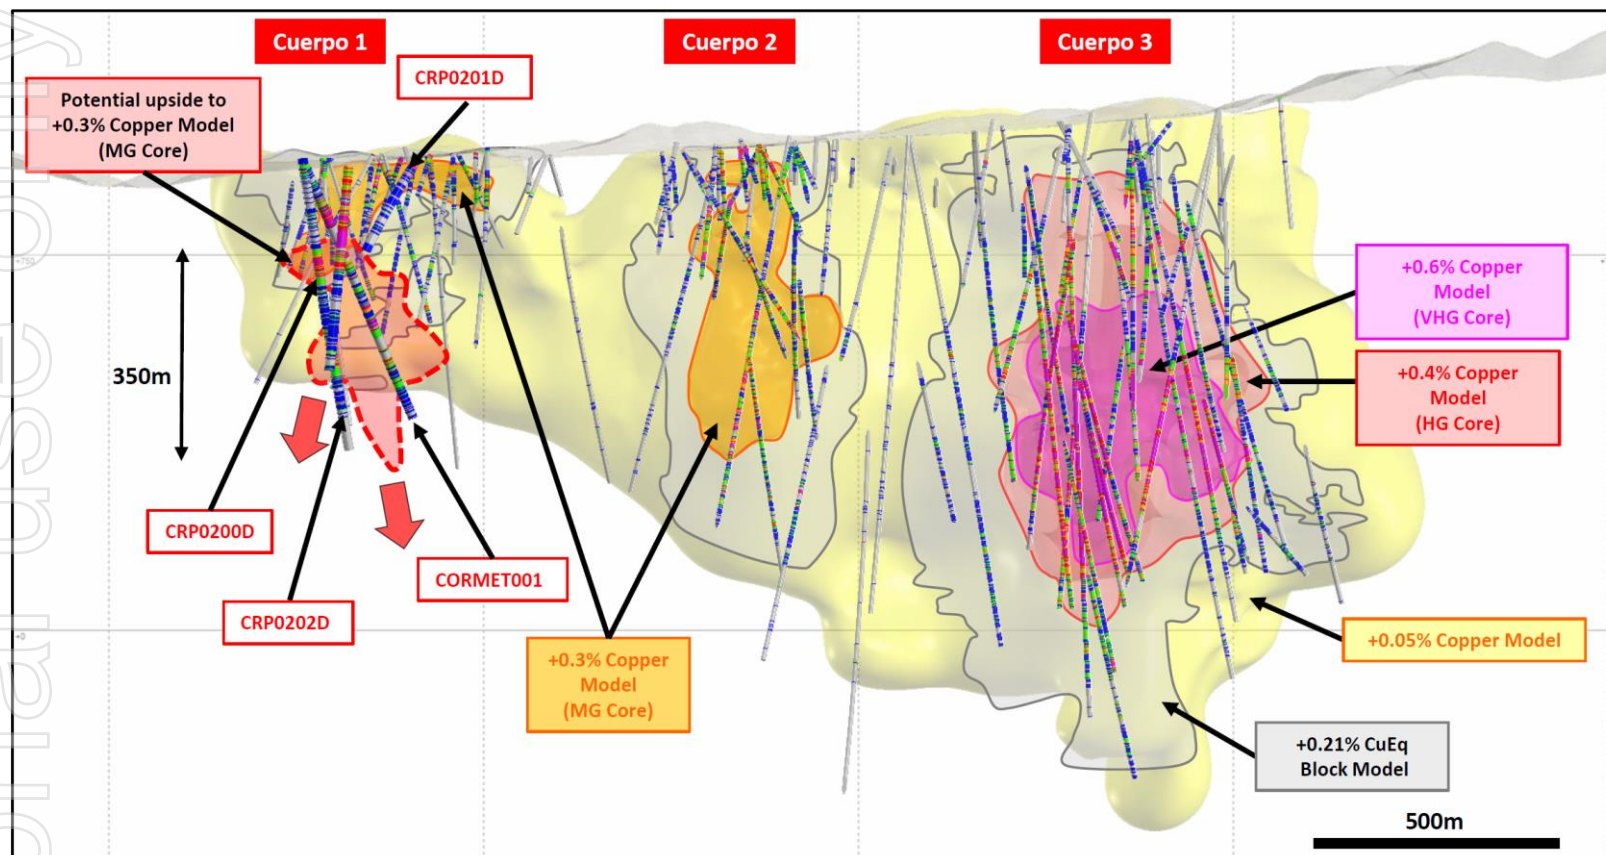 Cuerpo 1
Cuerpo 2
Cuerpo 3
CRP0201D
Potential upside to
+0.3% Copper Model
(MG Core)
+750
350m
+0.6% Copper
Model
(VHG Core)
+0.4% Copper
Model
(HG Core)
CRP0200D
CORMET001
CRP0202D
+0
+0.3% Copper
Model
(MG Core)
+0.05% Copper Model
+0.21% CuEq
Block Model
500m